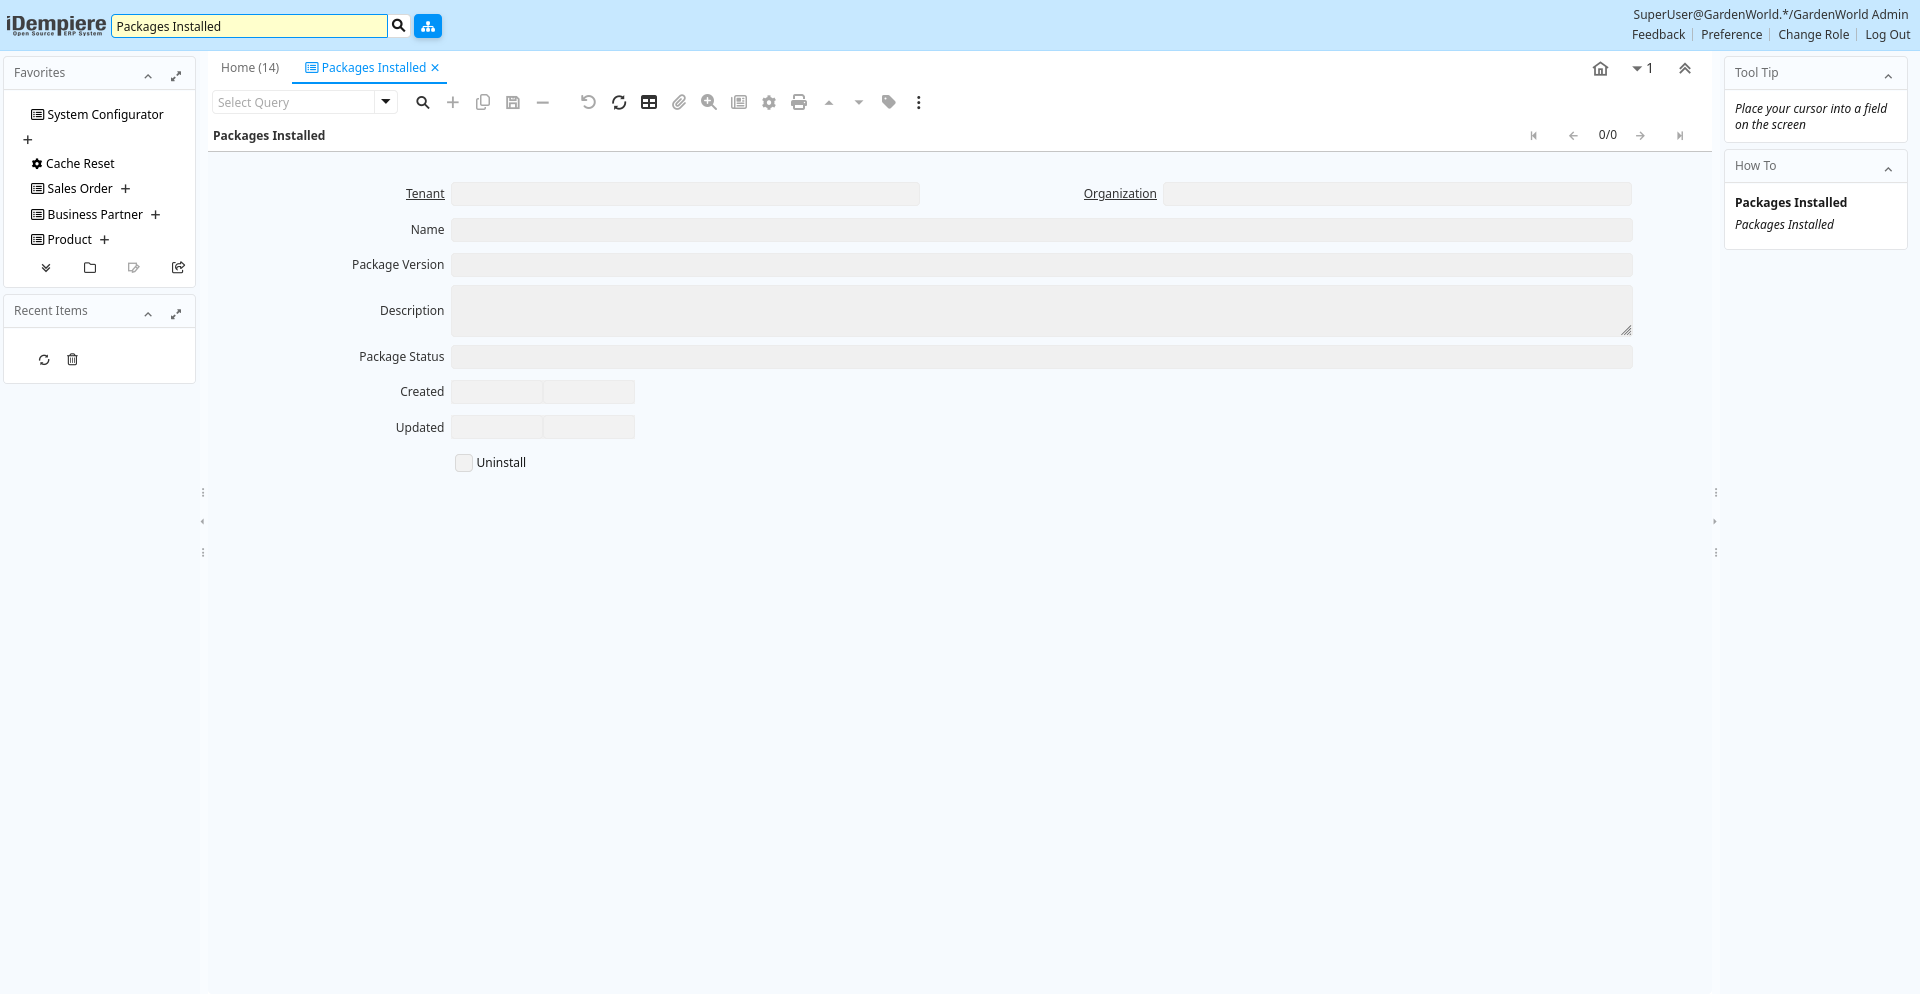 iDempiere
Open Source ERP System
Packages Installed
SuperUser@GardenWorld.*/GardenWorld Admin
Feedback
Preference
Change Role
Log Out
Favorites
System Configurator
Cache Reset
Sales Order
Business Partner
Product
Recent Items
Home (14)
Packages Installed
1
Select Query
Packages Installed
0/0
Tenant
Organization
Name
Package Version
Description
Package Status
Created
Updated
Uninstall
Tool Tip
Place your cursor into a field
on the screen
How To
Packages Installed
Packages Installed